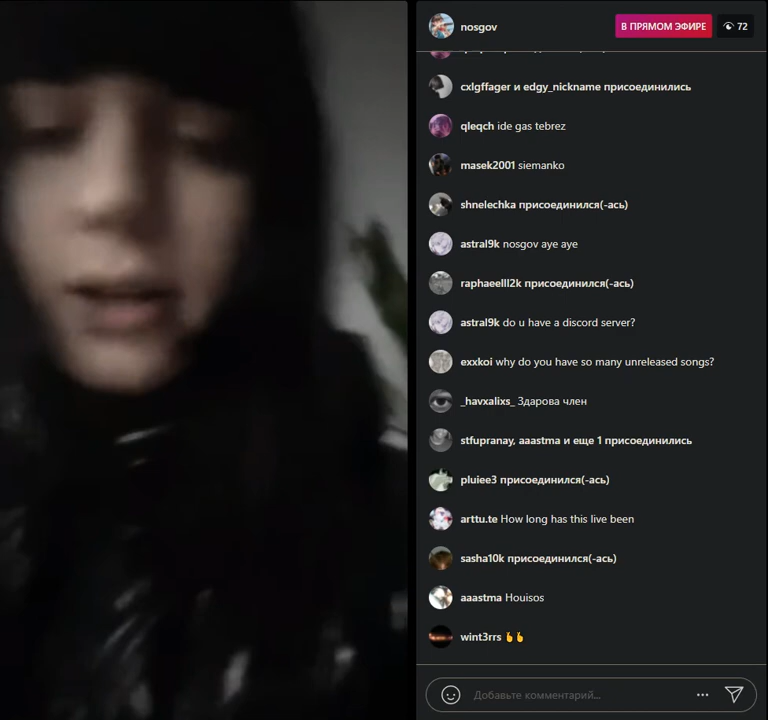 nosgov
В ПРЯМОМ ЭФИРЕ
72
cxlgffager и edgy_nickname присоединились
qleqch ide gas tebrez
masek2001 siemanko
shnelechka присоединился(-ась)
astral9k nosgov aye aye
raphaeelll2k присоединился(-ась)
astral9k do u have a discord server?
exxkoi why do you have so many unreleased songs?
_havxalixs_ Здарова член
stfupranay, aaastma и еще 1 присоединились
pluiee3 присоединился(-ась)
arttu.te How long has this live been
sasha10k присоединился(-ась)
aaastma Houisos
wint3rrs 🫰🫰
Добавьте комментарий...